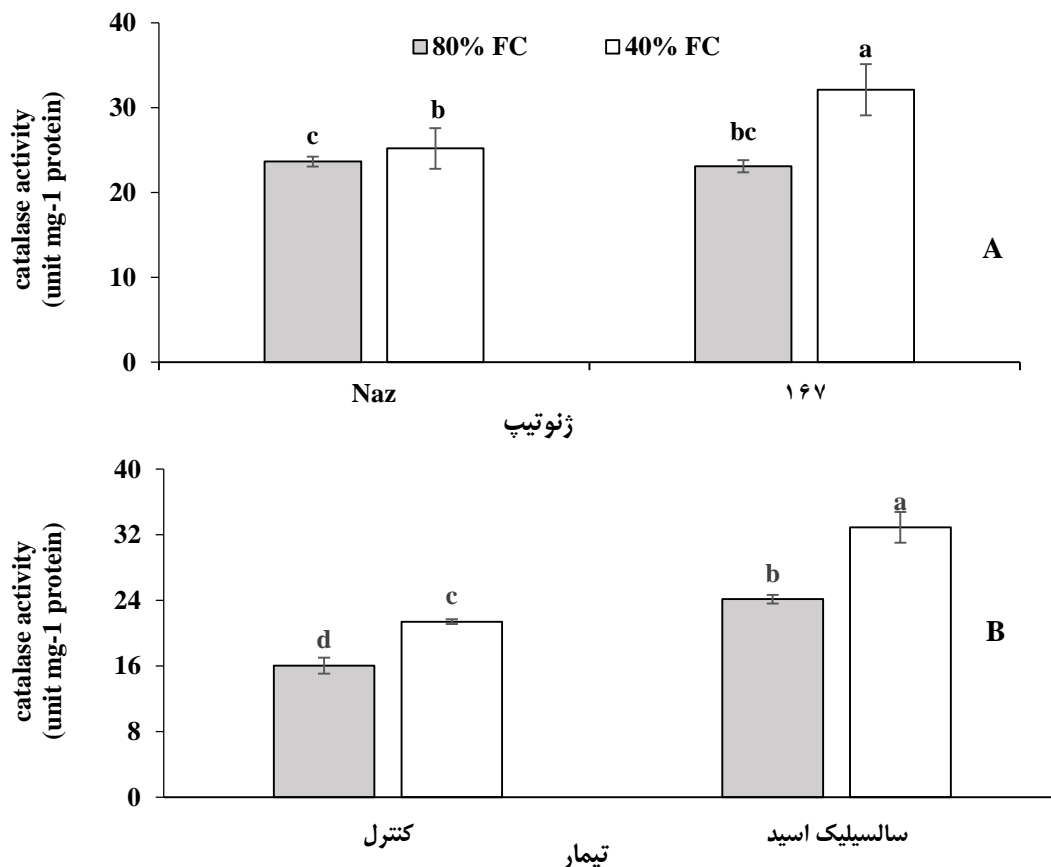 40
30
20
10
0
catalase activity
(unit mg-1 protein)
80% FC 40% FC
c
b
bc
a
A
Naz ۱۶۷
ژنوتیپ
40
32
24
16
8
0
catalase activity
(unit mg-1 protein)
d
c
b
a
B
کنترل سالسیلیک اسید
تیمار